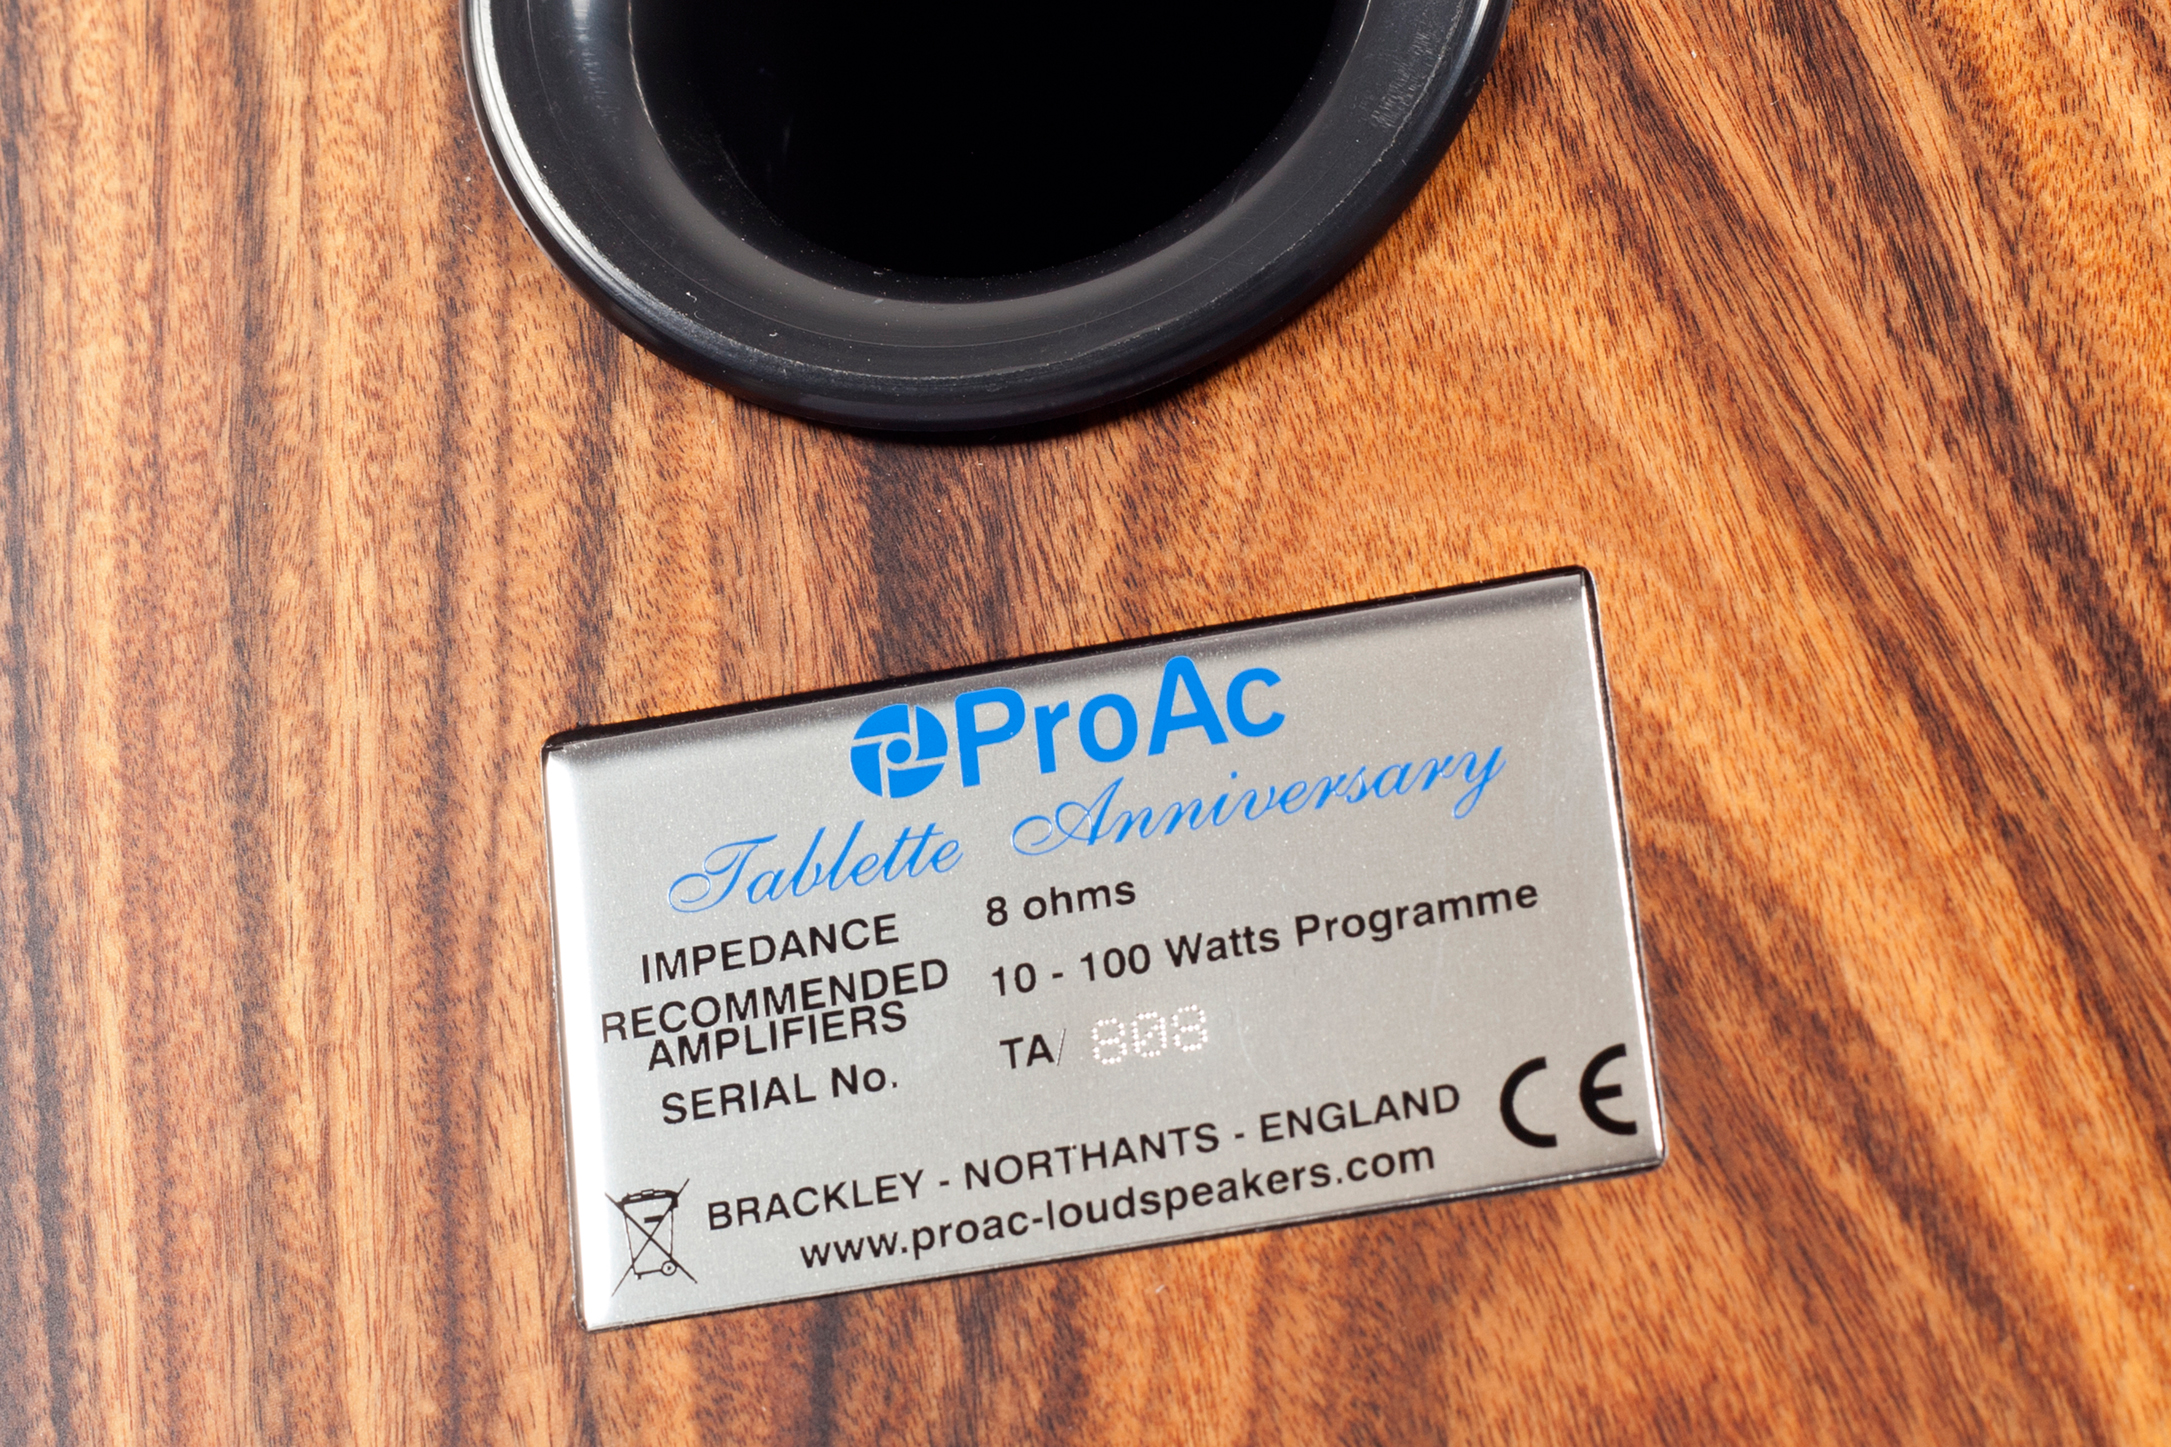 ProAc
Tablette Anniversary
IMPEDANCE 8 ohms
RECOMMENDED
AMPLIFIERS 10 - 100 Watts Programme
SERIAL No. TA/ 808
BRACKLEY - NORTHANTS - ENGLAND
www.proac-loudspeakers.com
CE